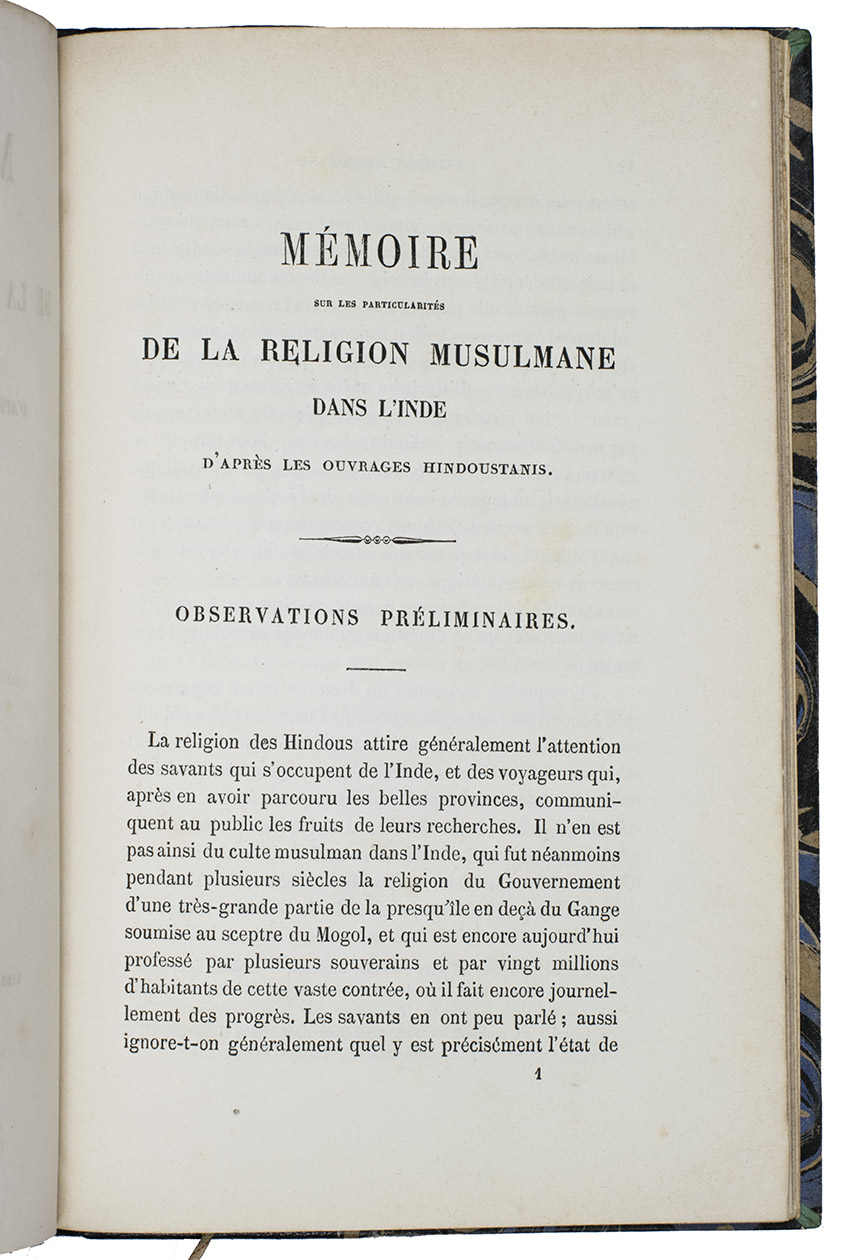 MÉMOIRE
SUR LES PARTICULARITÉS
DE LA RELIGION MUSULMANE
DANS L'INDE
D'APRÈS LES OUVRAGES HINDOUSTANIS.
OBSERVATIONS PRÉLIMINAIRES.
La religion des Hindous attire généralement l'attention
des savants qui s'occupent de l'Inde, et des voyageurs qui,
après en avoir parcouru les belles provinces, communi-
quent au public les fruits de leurs recherches. Il n'en est
pas ainsi du culte musulman dans l'Inde, qui fut néanmoins
pendant plusieurs siècles la religion du Gouvernement
d'une très-grande partie de la presqu'île en deçà du Gange
soumise au sceptre du Mogol, et qui est encore aujourd'hui
professé par plusieurs souverains et par vingt millions
d'habitants de cette vaste contrée, où il fait encore journel-
lement des progrès. Les savants en ont peu parlé ; aussi
ignore-t-on généralement quel y est précisément l'état de
1